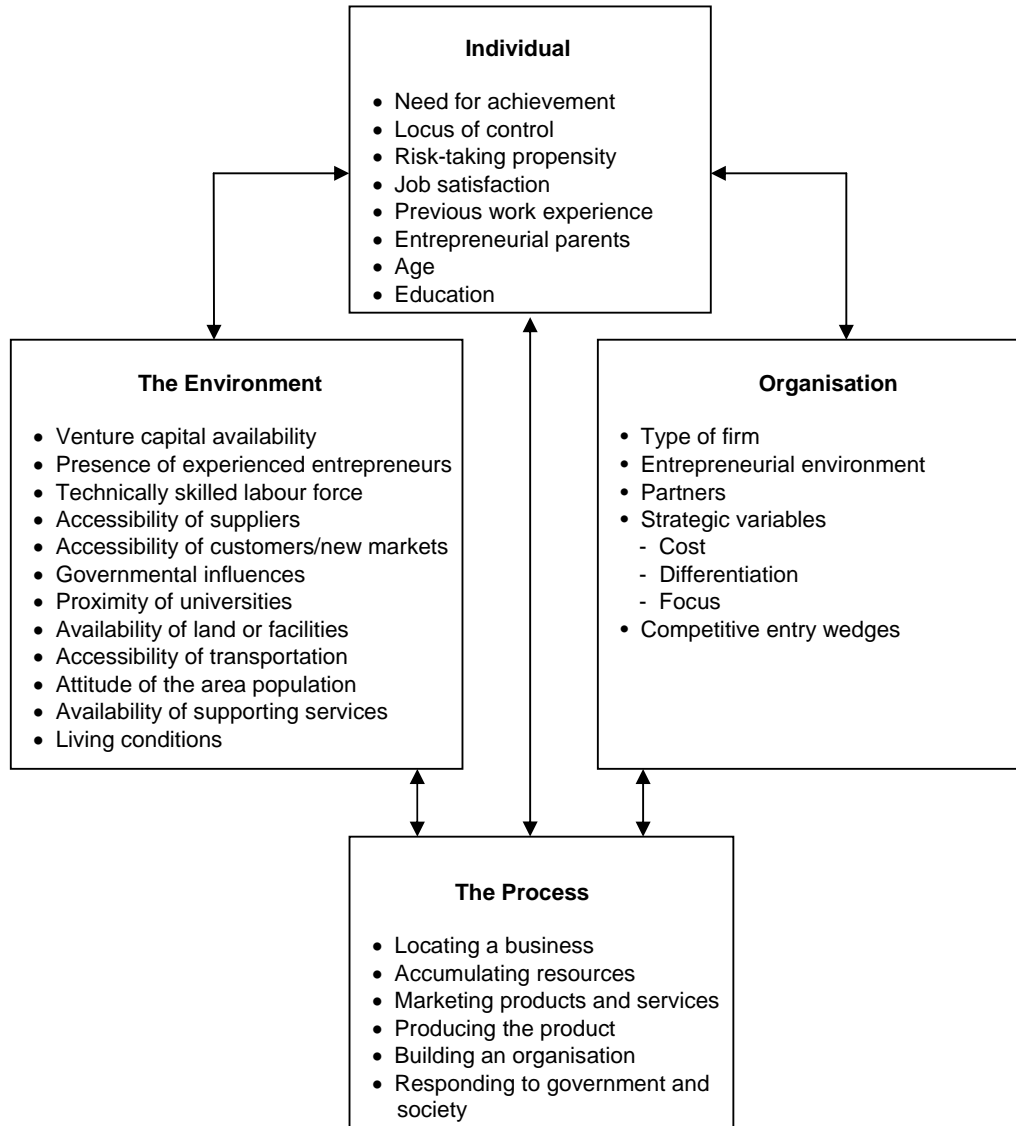 Individual
• Need for achievement
• Locus of control
• Risk-taking propensity
• Job satisfaction
• Previous work experience
• Entrepreneurial parents
• Age
• Education
The Environment
• Venture capital availability
• Presence of experienced entrepreneurs
• Technically skilled labour force
• Accessibility of suppliers
• Accessibility of customers/new markets
• Governmental influences
• Proximity of universities
• Availability of land or facilities
• Accessibility of transportation
• Attitude of the area population
• Availability of supporting services
• Living conditions
Organisation
• Type of firm
• Entrepreneurial environment
• Partners
• Strategic variables
- Cost
- Differentiation
- Focus
• Competitive entry wedges
The Process
• Locating a business
• Accumulating resources
• Marketing products and services
• Producing the product
• Building an organisation
• Responding to government and
society